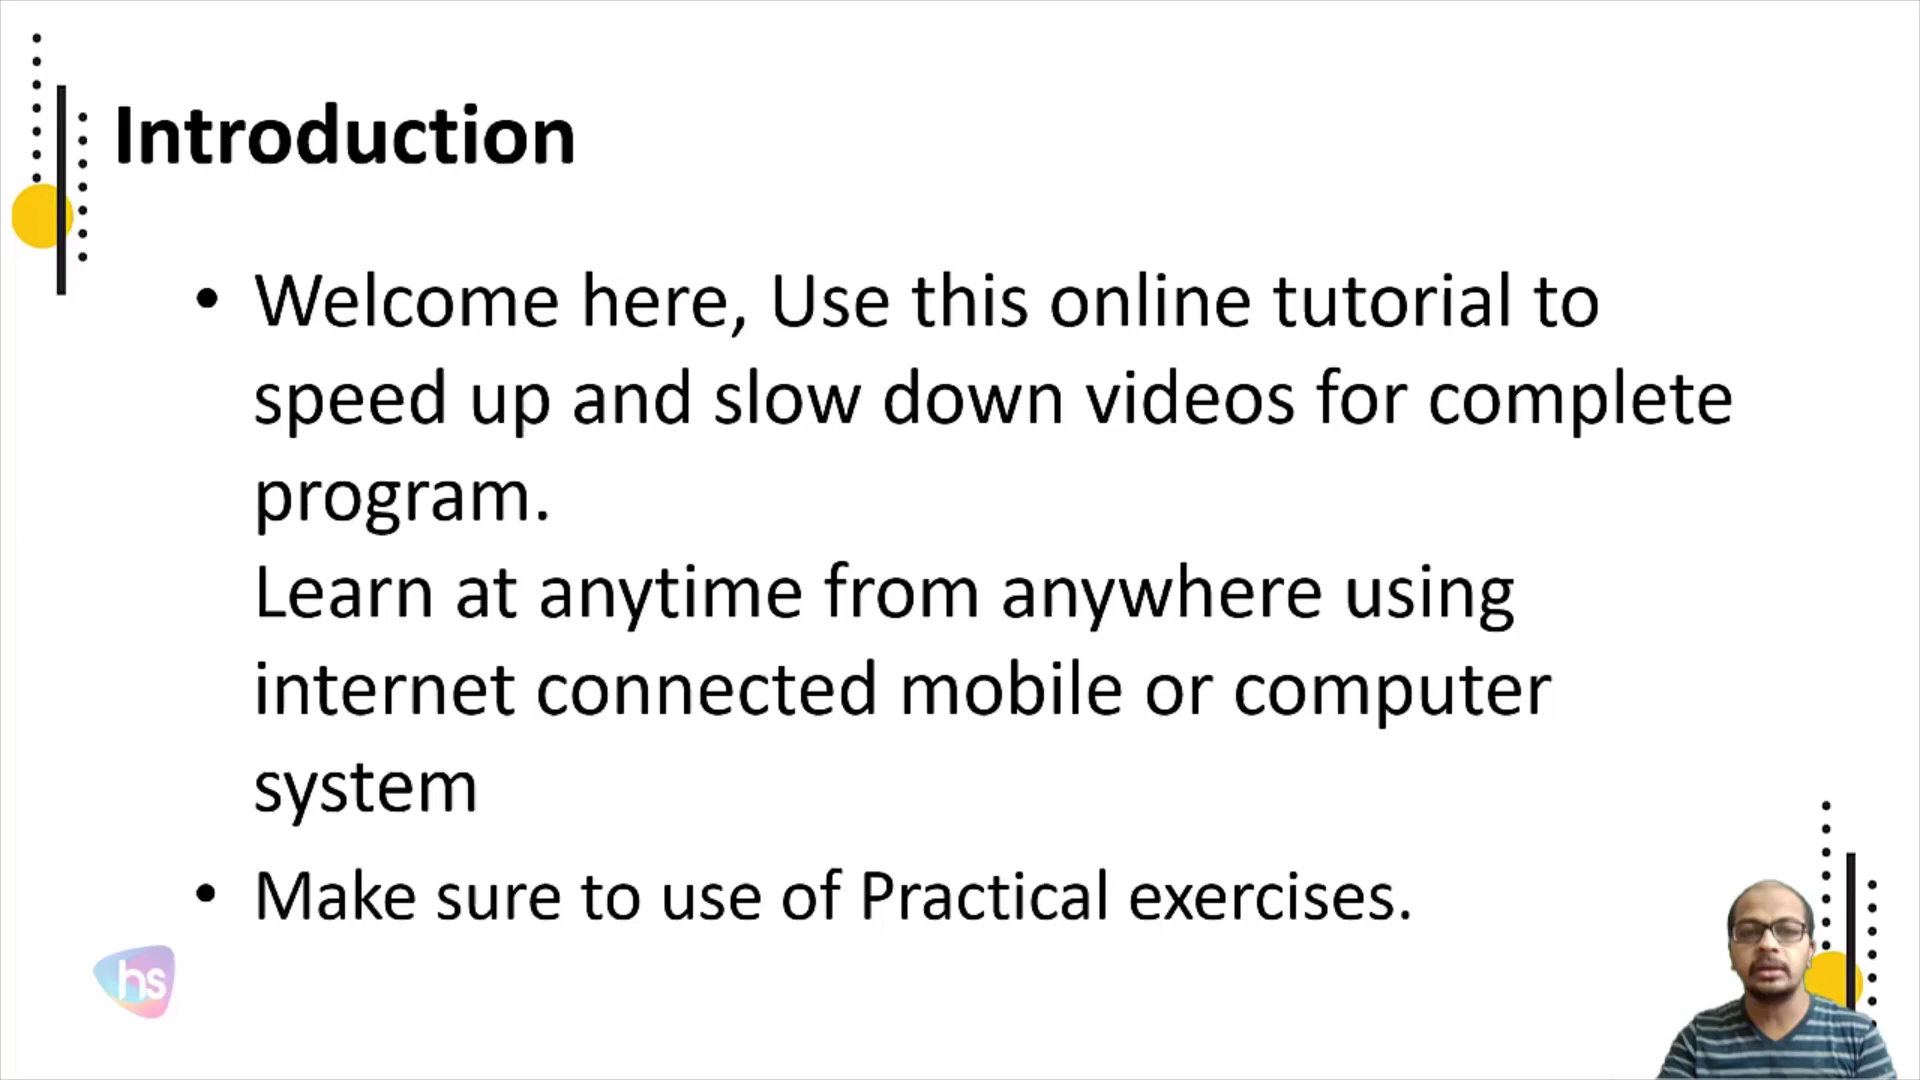 Introduction
• Welcome here, Use this online tutorial to
speed up and slow down videos for complete
program.
Learn at anytime from anywhere using
internet connected mobile or computer
system
• Make sure to use of Practical exercises.
hs